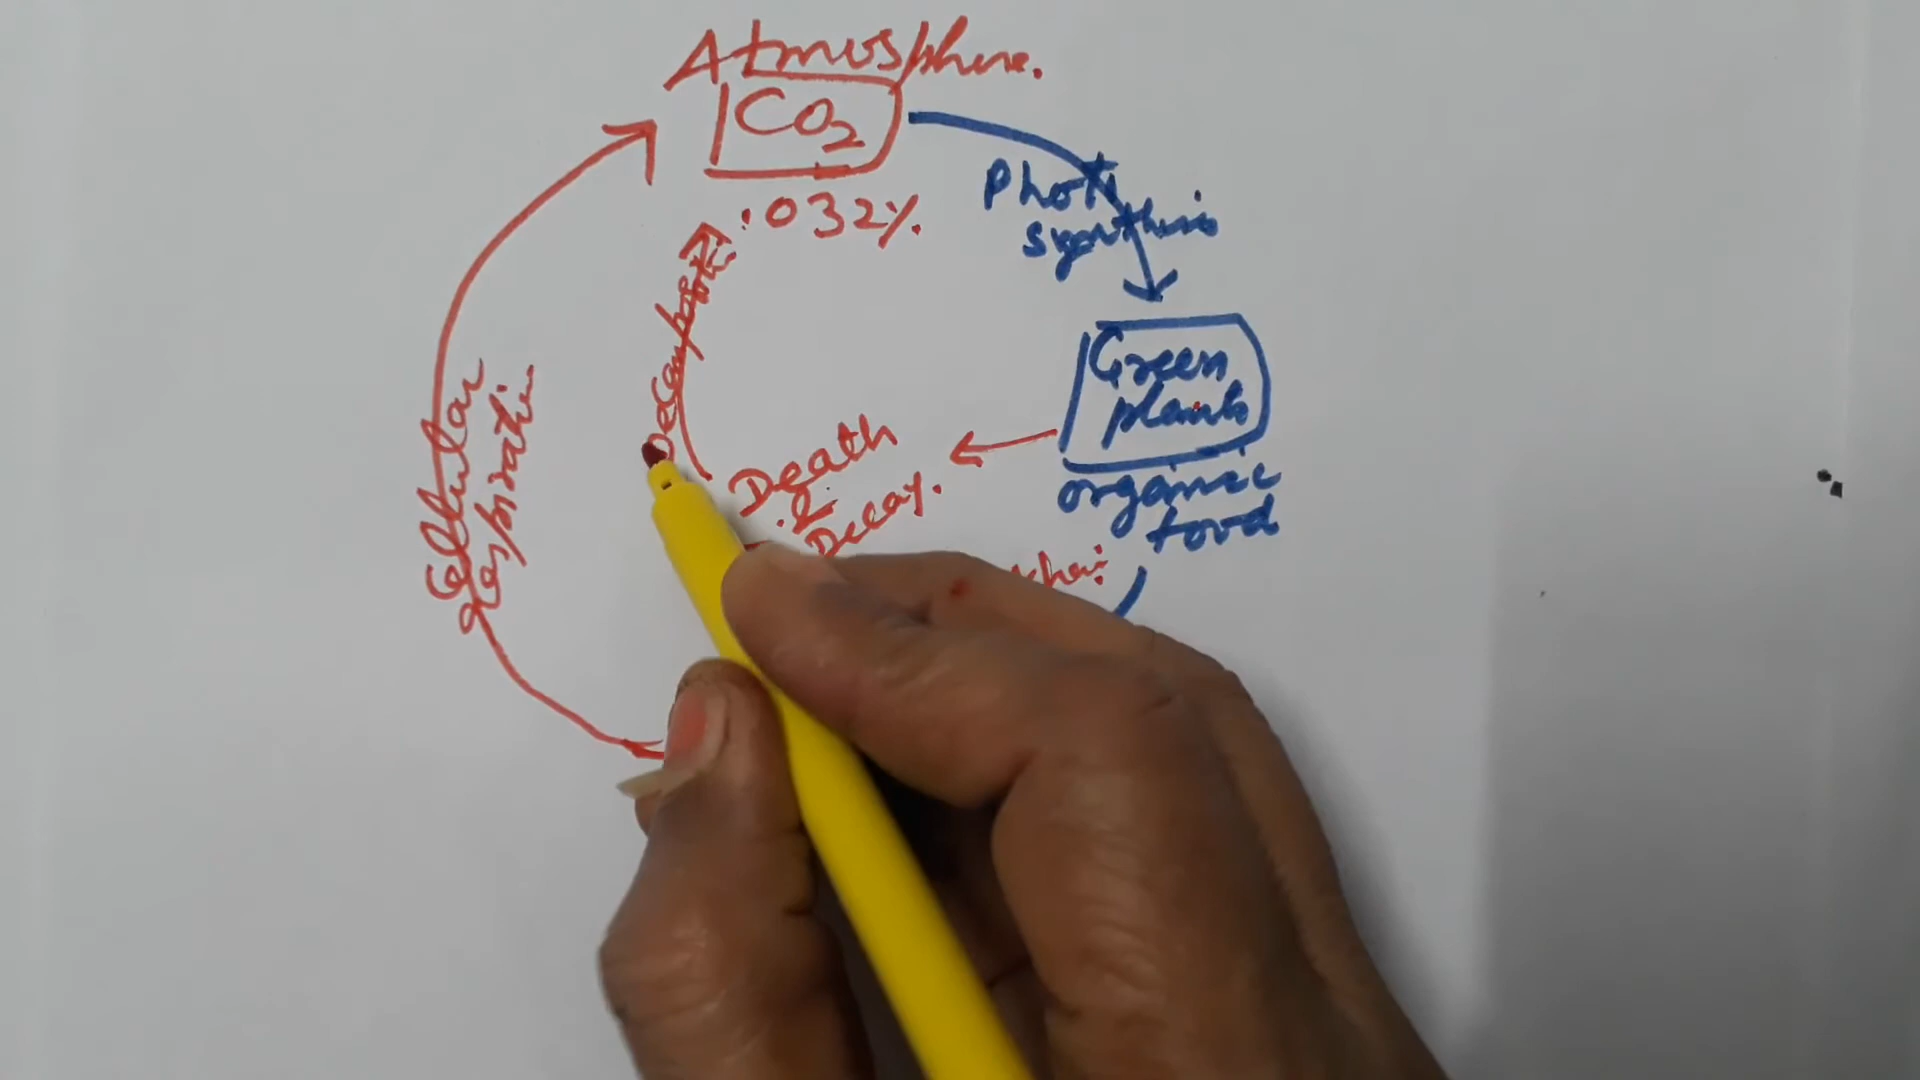 Atmosphere.
CO2
.032%.
Photo
synthesis
Green
plants
organic
food
Decomposition
Death
&
Decay.
Cellular
respiration